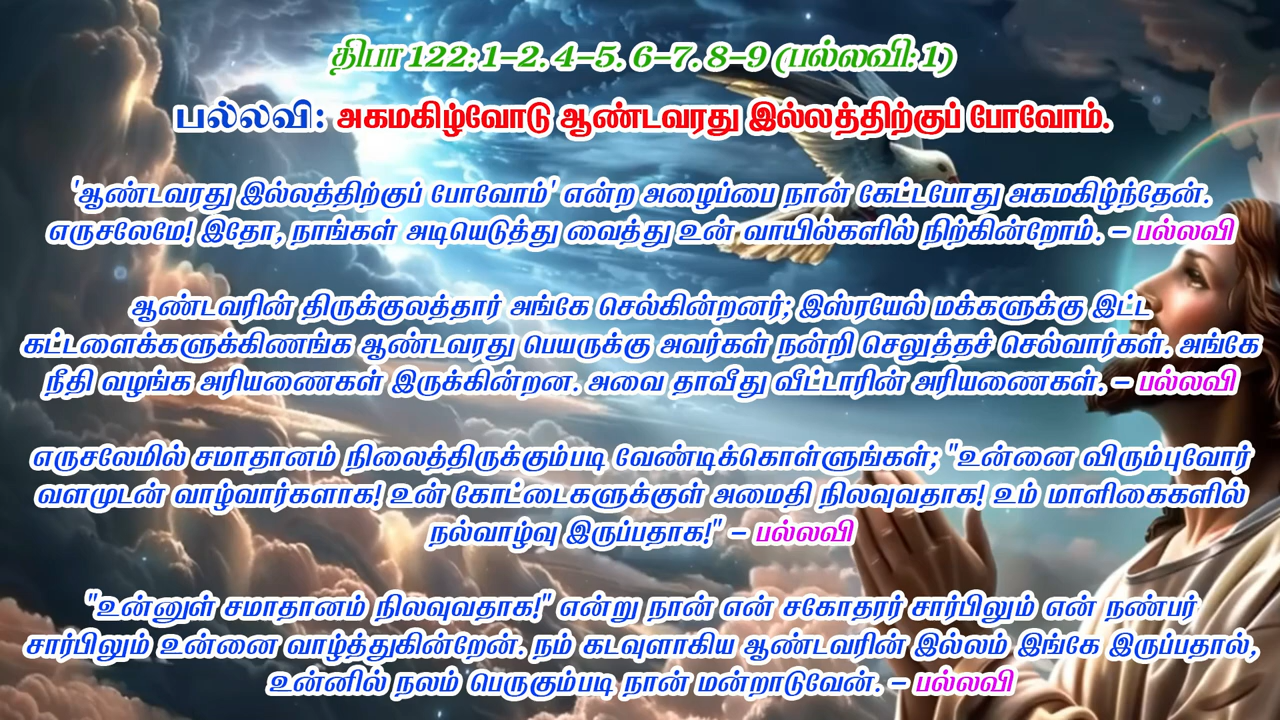 திபா 122: 1-2. 4-5. 6-7. 8-9 (பல்லவி: 1)
பல்லவி: அகமகிழ்வோடு ஆண்டவரது இல்லத்திற்குப் போவோம்.
'ஆண்டவரது இல்லத்திற்குப் போவோம்' என்ற அழைப்பை நான் கேட்டபோது அகமகிழ்ந்தேன்.
எருசலேமே! இதோ, நாங்கள் அடியெடுத்து வைத்து உன் வாயில்களில் நிற்கின்றோம். – பல்லவி
ஆண்டவரின் திருக்குலத்தார் அங்கே செல்கின்றனர்; இஸ்ரயேல் மக்களுக்கு இட்ட
கட்டளைக்களுக்கிணங்க ஆண்டவரது பெயருக்கு அவர்கள் நன்றி செலுத்தச் செல்வார்கள். அங்கே
நீதி வழங்க அரியணைகள் இருக்கின்றன. அவை தாவீது வீட்டாரின் அரியணைகள். – பல்லவி
எருசலேமில் சமாதானம் நிலைத்திருக்கும்படி வேண்டிக்கொள்ளுங்கள்; "உன்னை விரும்புவோர்
வளமுடன் வாழ்வார்களாக! உன் கோட்டைகளுக்குள் அமைதி நிலவுவதாக! உம் மாளிகைகளில்
நல்வாழ்வு இருப்பதாக!" – பல்லவி
"உன்னுள் சமாதானம் நிலவுவதாக!" என்று நான் என் சகோதரர் சார்பிலும் என் நண்பர்
சார்பிலும் உன்னை வாழ்த்துகின்றேன். நம் கடவுளாகிய ஆண்டவரின் இல்லம் இங்கே இருப்பதால்,
உன்னில் நலம் பெருகும்படி நான் மன்றாடுவேன். – பல்லவி